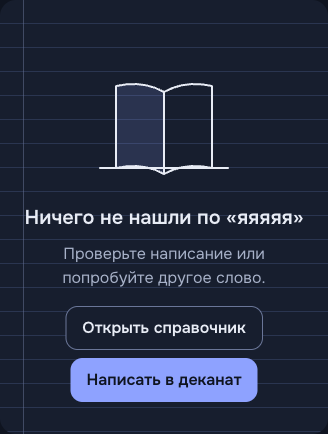 Ничего не нашли по «яяяяя»
Проверьте написание или
попробуйте другое слово.
Открыть справочник
Написать в деканат